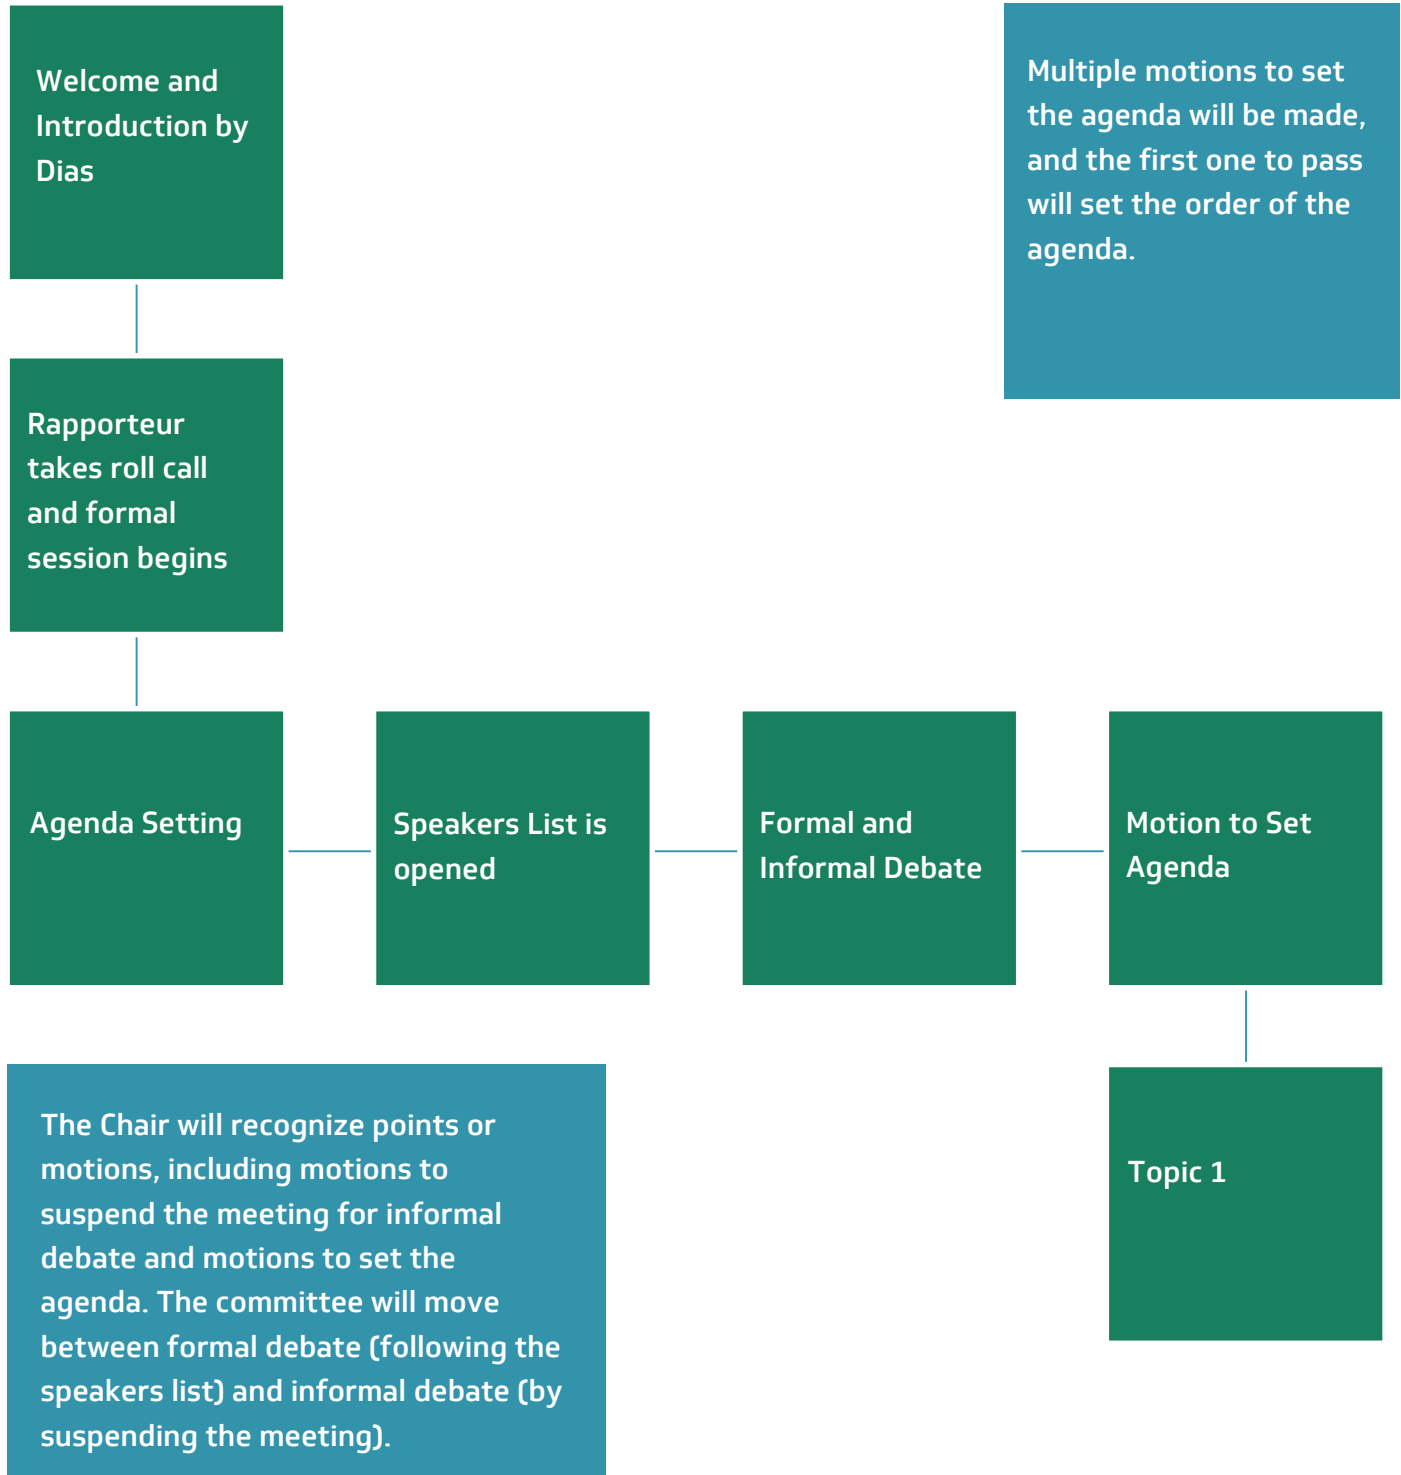 Welcome and
Introduction by
Dias
Multiple motions to set
the agenda will be made,
and the first one to pass
will set the order of the
agenda.
Rapporteur
takes roll call
and formal
session begins
Agenda Setting
Speakers List is
opened
Formal and
Informal Debate
Motion to Set
Agenda
The Chair will recognize points or
motions, including motions to
suspend the meeting for informal
debate and motions to set the
agenda. The committee will move
between formal debate (following the
speakers list) and informal debate (by
suspending the meeting).
Topic 1